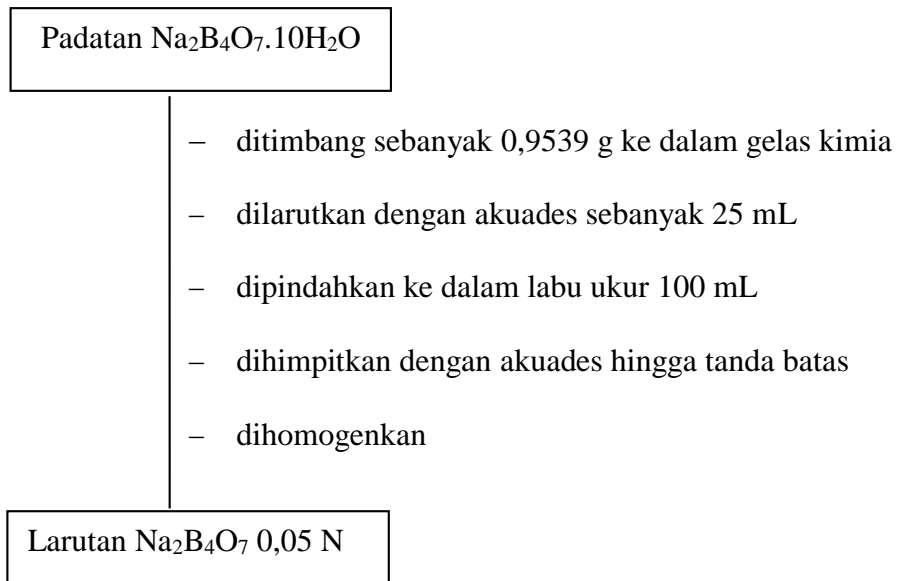 Padatan Na₂B₄O₇.10H₂O
– ditimbang sebanyak 0,9539 g ke dalam gelas kimia
– dilarutkan dengan akuades sebanyak 25 mL
– dipindahkan ke dalam labu ukur 100 mL
– dihimpitkan dengan akuades hingga tanda batas
– dihomogenkan
Larutan Na₂B₄O₇ 0,05 N